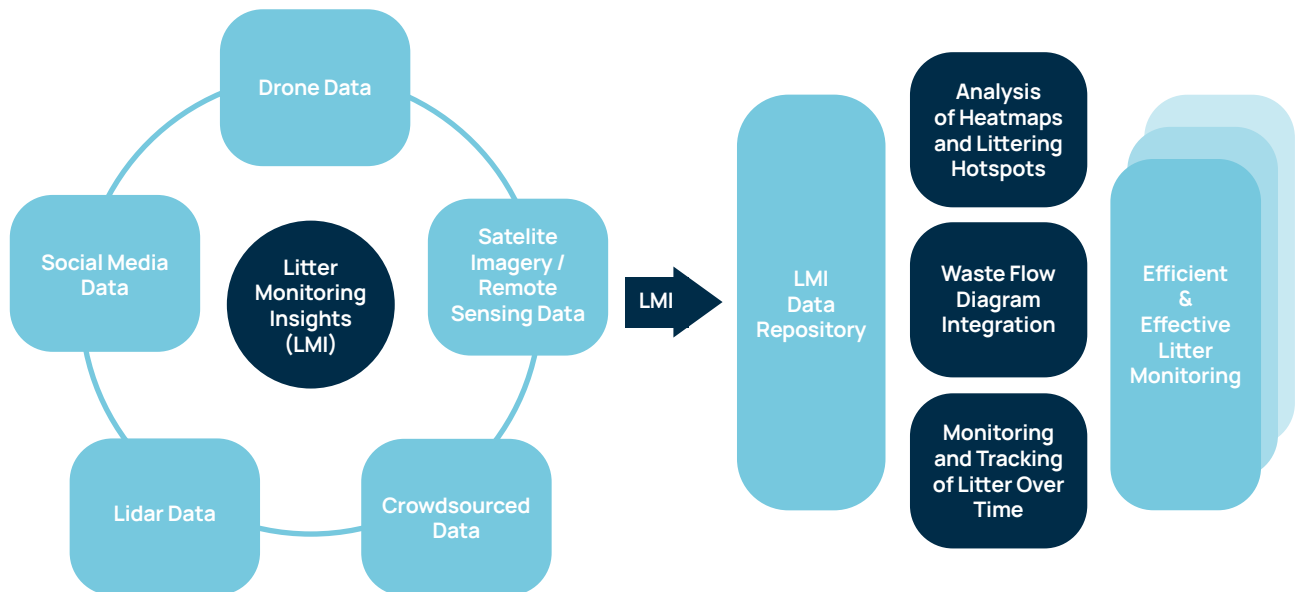 Drone Data
Social Media
Data
Litter
Monitoring
Insights
(LMI)
Satelite
Imagery /
Remote
Sensing Data
Lidar Data
Crowdsourced
Data
LMI
LMI
Data
Repository
Analysis
of Heatmaps
and Littering
Hotspots
Waste Flow
Diagram
Integration
Monitoring
and Tracking
of Litter Over
Time
Efficient
&
Effective
Litter
Monitoring